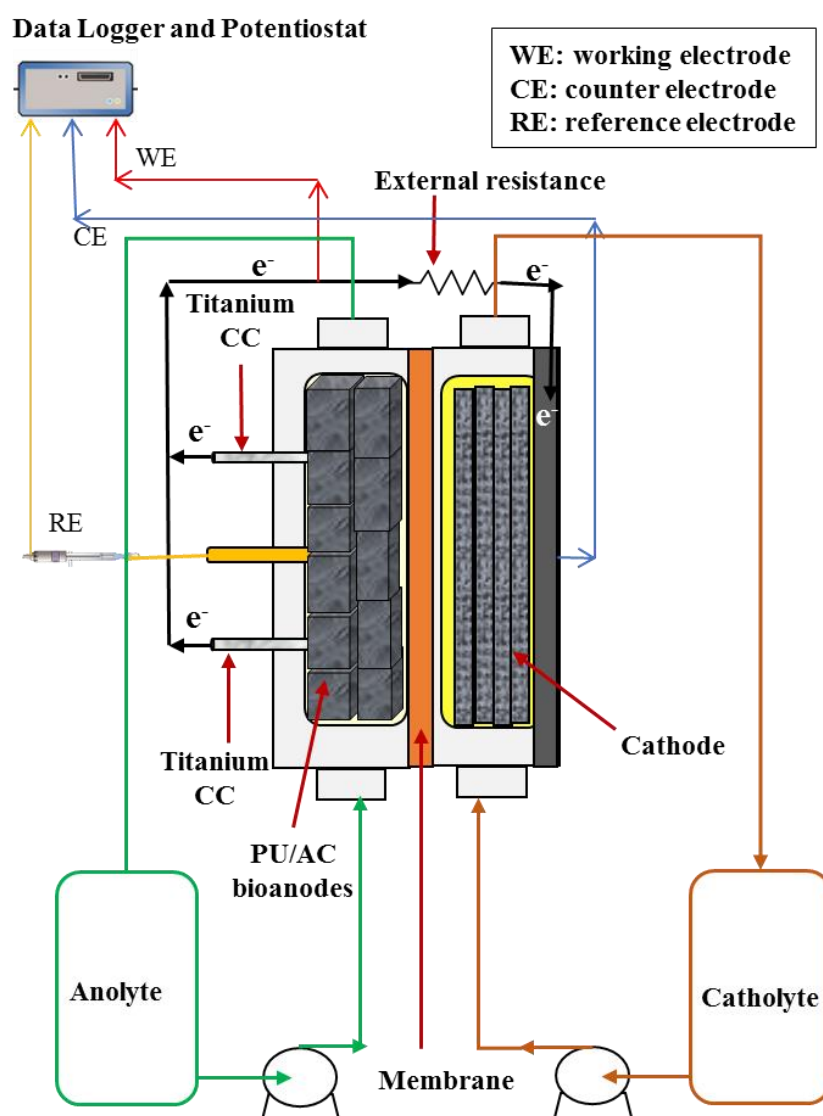 Data Logger and Potentiostat
WE: working electrode
CE: counter electrode
RE: reference electrode
WE
External resistance
CE
e-
e-
Titanium
CC
e-
e-
RE
e-
Cathode
Titanium
CC
PU/AC
bioanodes
Anolyte
Catholyte
Membrane